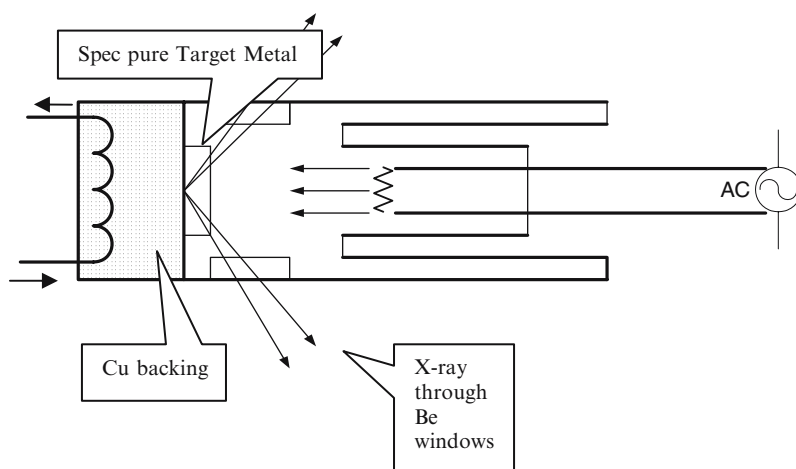 Spec pure Target Metal
AC
Cu backing
X-ray
through
Be
windows